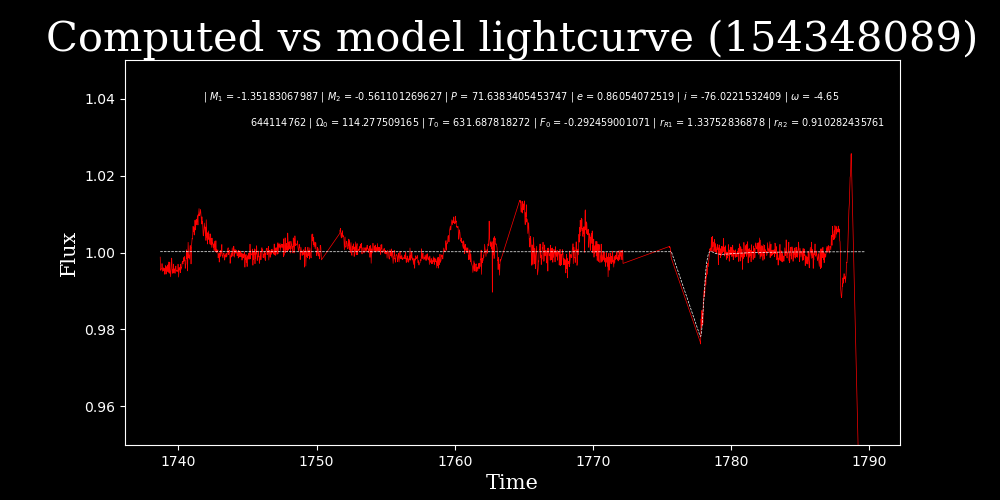 Computed vs model lightcurve (154348089)
| M₁ = -1.35183067987 | M₂ = -0.561101269627 | P = 71.6383405453747 | e = 0.86054072519 | i = -76.0221532409 | ω = -4.65
644114762 | Ω₀ = 114.277509165 | T₀ = 631.687818272 | F₀ = -0.292459001071 | r_R1 = 1.33752836878 | r_R2 = 0.910282435761
1.04
1.02
1.00
0.98
0.96
Flux
1740 1750 1760 1770 1780 1790
Time